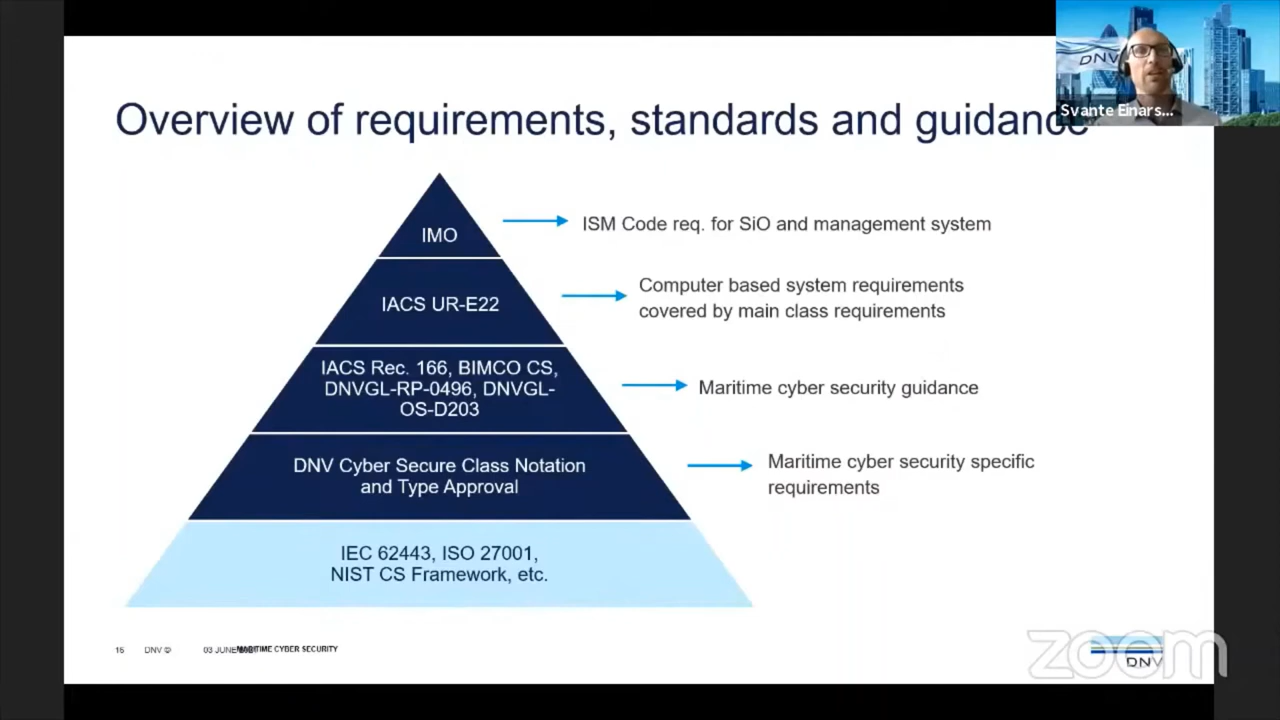 DNV
Svante Einars...
Overview of requirements, standards and guidance
IMO
ISM Code req. for SiO and management system
IACS UR-E22
Computer based system requirements
covered by main class requirements
IACS Rec. 166, BIMCO CS,
DNVGL-RP-0496, DNVGL-
OS-D203
Maritime cyber security guidance
DNV Cyber Secure Class Notation
and Type Approval
Maritime cyber security specific
requirements
IEC 62443, ISO 27001,
NIST CS Framework, etc.
16 DNV © 03 JUNE MARITIME CYBER SECURITY
zoom
DNV